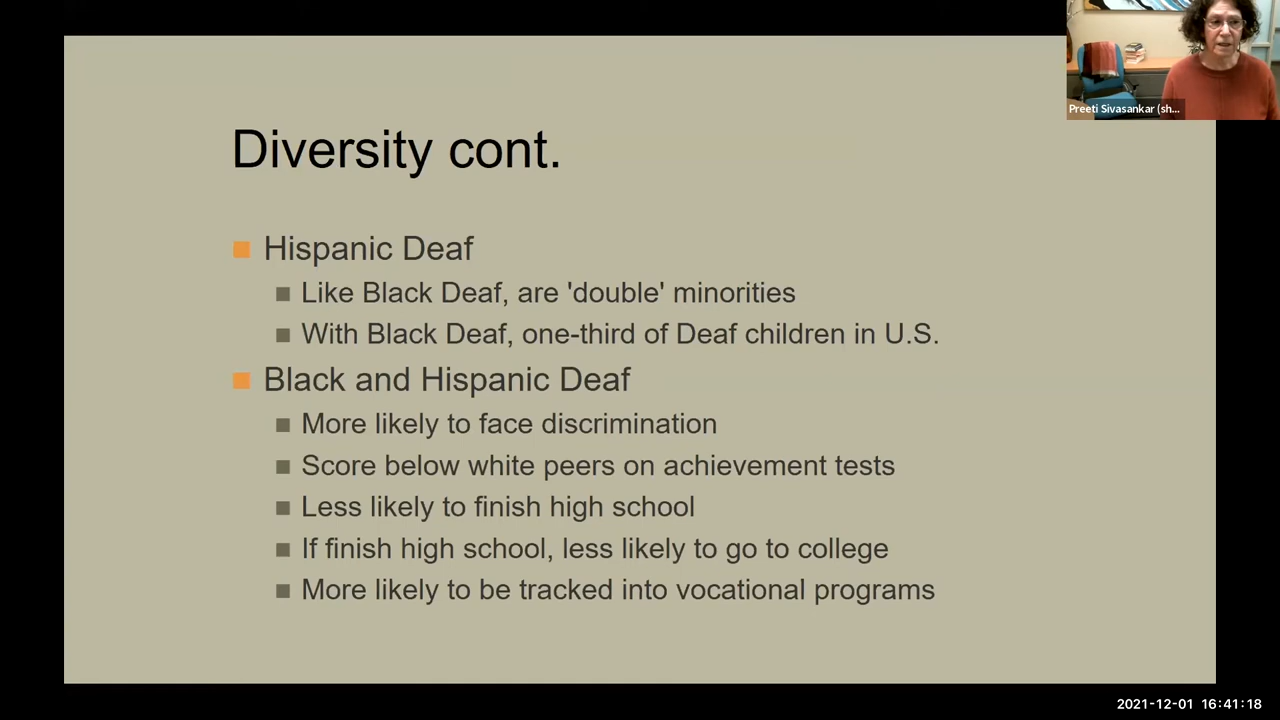 Preeti Sivasankar (sh...
Diversity cont.
Hispanic Deaf
Like Black Deaf, are 'double' minorities
With Black Deaf, one-third of Deaf children in U.S.
Black and Hispanic Deaf
More likely to face discrimination
Score below white peers on achievement tests
Less likely to finish high school
If finish high school, less likely to go to college
More likely to be tracked into vocational programs
2021-12-01 16:41:18